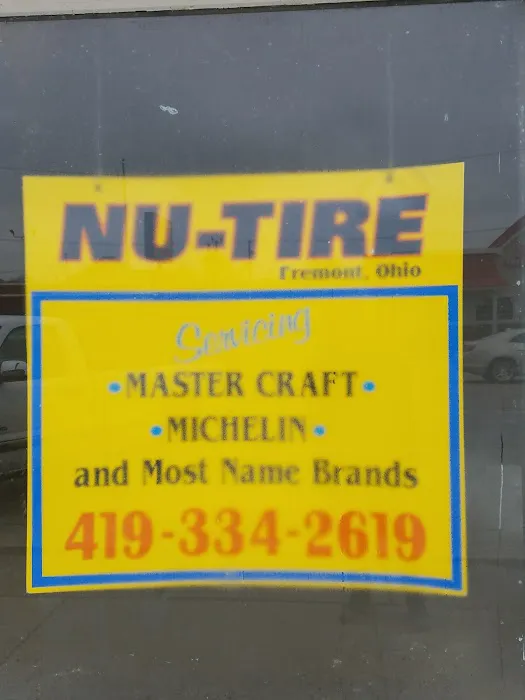 NU-TIRE
Fremont, Ohio
Servicing
• MASTER CRAFT •
• MICHELIN •
and Most Name Brands
419-334-2619